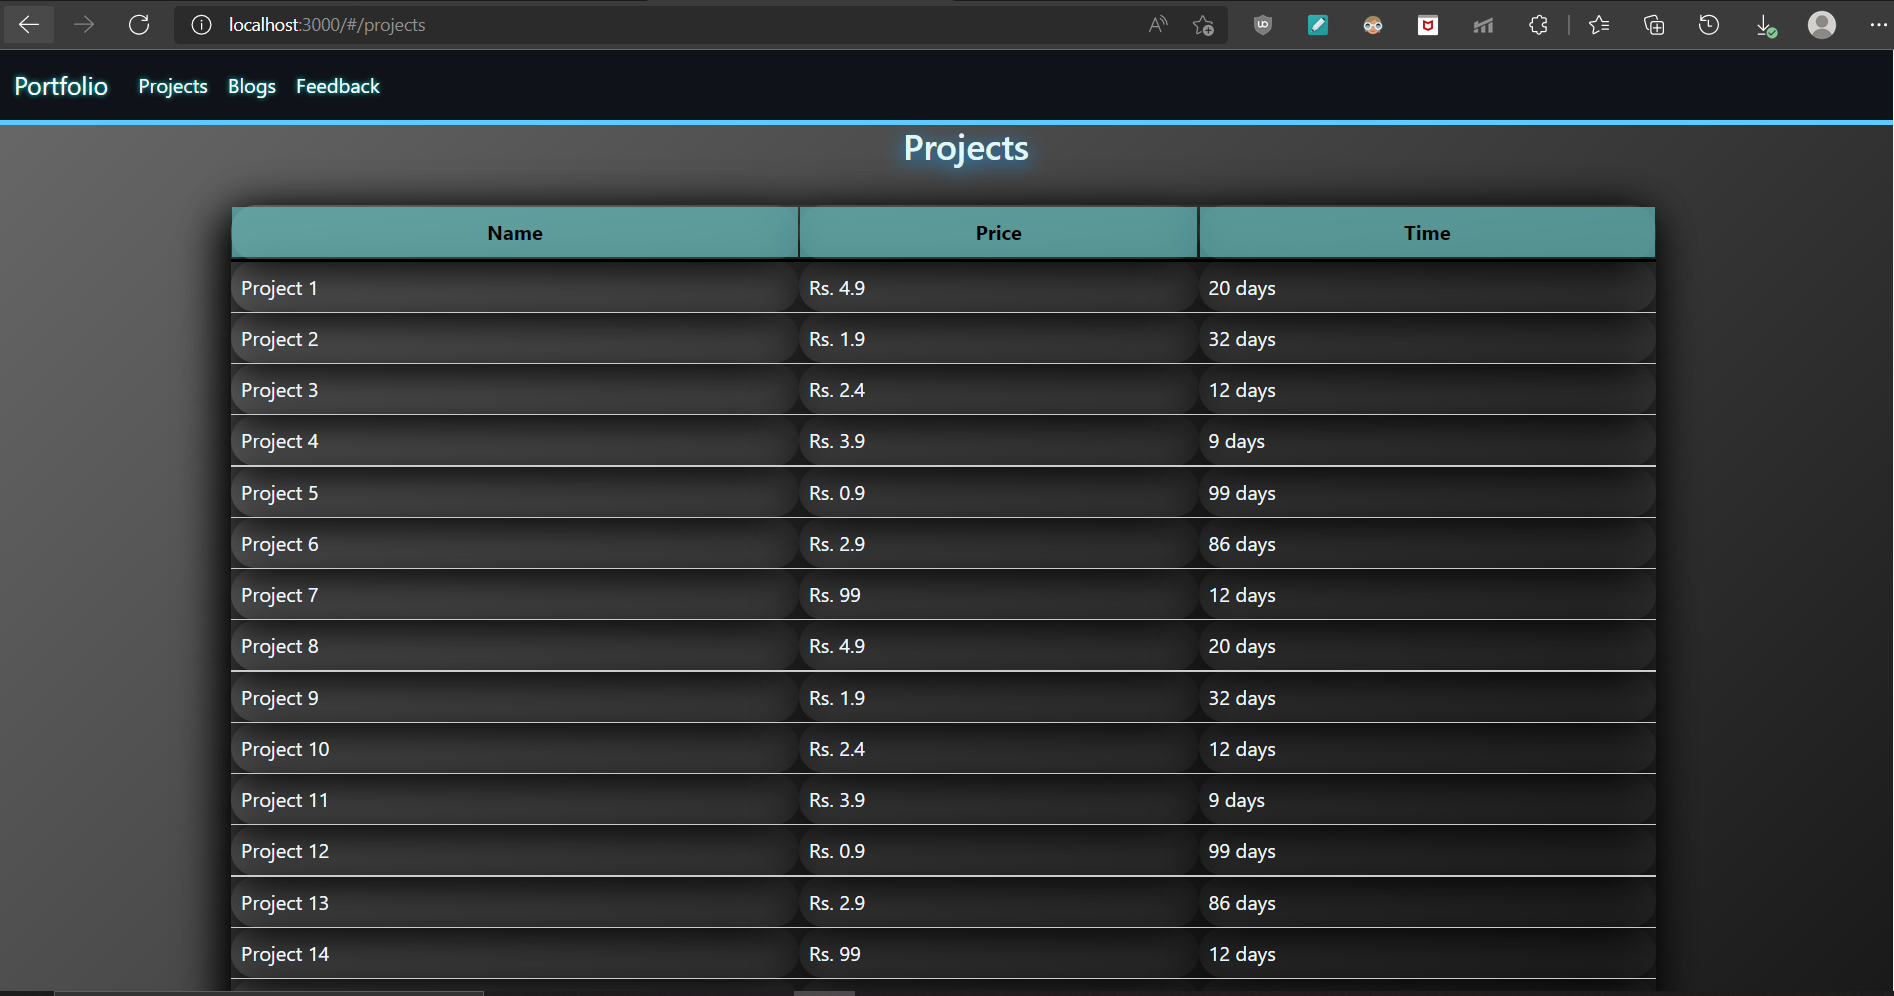 localhost:3000/#/projects
Portfolio Projects Blogs Feedback
Projects
Name Price Time
Project 1 Rs. 4.9 20 days
Project 2 Rs. 1.9 32 days
Project 3 Rs. 2.4 12 days
Project 4 Rs. 3.9 9 days
Project 5 Rs. 0.9 99 days
Project 6 Rs. 2.9 86 days
Project 7 Rs. 99 12 days
Project 8 Rs. 4.9 20 days
Project 9 Rs. 1.9 32 days
Project 10 Rs. 2.4 12 days
Project 11 Rs. 3.9 9 days
Project 12 Rs. 0.9 99 days
Project 13 Rs. 2.9 86 days
Project 14 Rs. 99 12 days